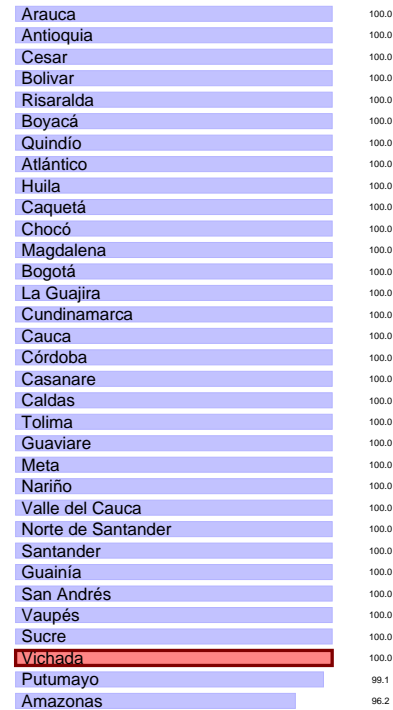 Arauca 100.0
Antioquia 100.0
Cesar 100.0
Bolivar 100.0
Risaralda 100.0
Boyacá 100.0
Quindío 100.0
Atlántico 100.0
Huila 100.0
Caquetá 100.0
Chocó 100.0
Magdalena 100.0
Bogotá 100.0
La Guajira 100.0
Cundinamarca 100.0
Cauca 100.0
Córdoba 100.0
Casanare 100.0
Caldas 100.0
Tolima 100.0
Guaviare 100.0
Meta 100.0
Nariño 100.0
Valle del Cauca 100.0
Norte de Santander 100.0
Santander 100.0
Guainía 100.0
San Andrés 100.0
Vaupés 100.0
Sucre 100.0
Vichada 100.0
Putumayo 99.1
Amazonas 96.2